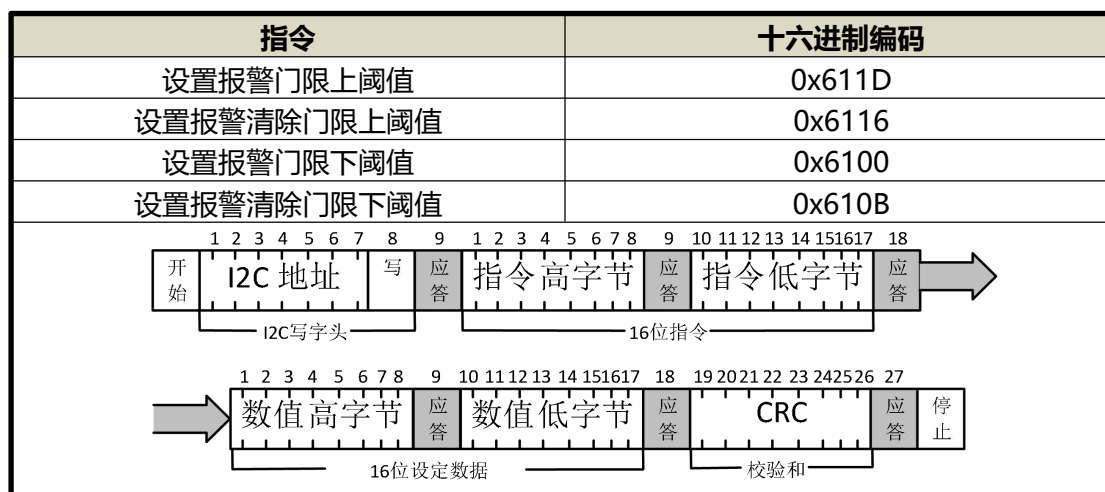 指令 十六进制编码
设置报警门限上阈值 0x611D
设置报警清除门限上阈值 0x6116
设置报警门限下阈值 0x6100
设置报警清除门限下阈值 0x610B
1 2 3 4 5 6 7 8 9 1 2 3 4 5 6 7 8 9 10 11 12 13 14 15 16 17 18
开始 I2C 地址 写 应答 指令高字节 应答 指令低字节 应答
I2C写字头 16位指令
1 2 3 4 5 6 7 8 9 10 11 12 13 14 15 16 17 18 19 20 21 22 23 24 25 26 27
数值高字节 应答 数值低字节 应答 CRC 应答 停止
16位设定数据 校验和